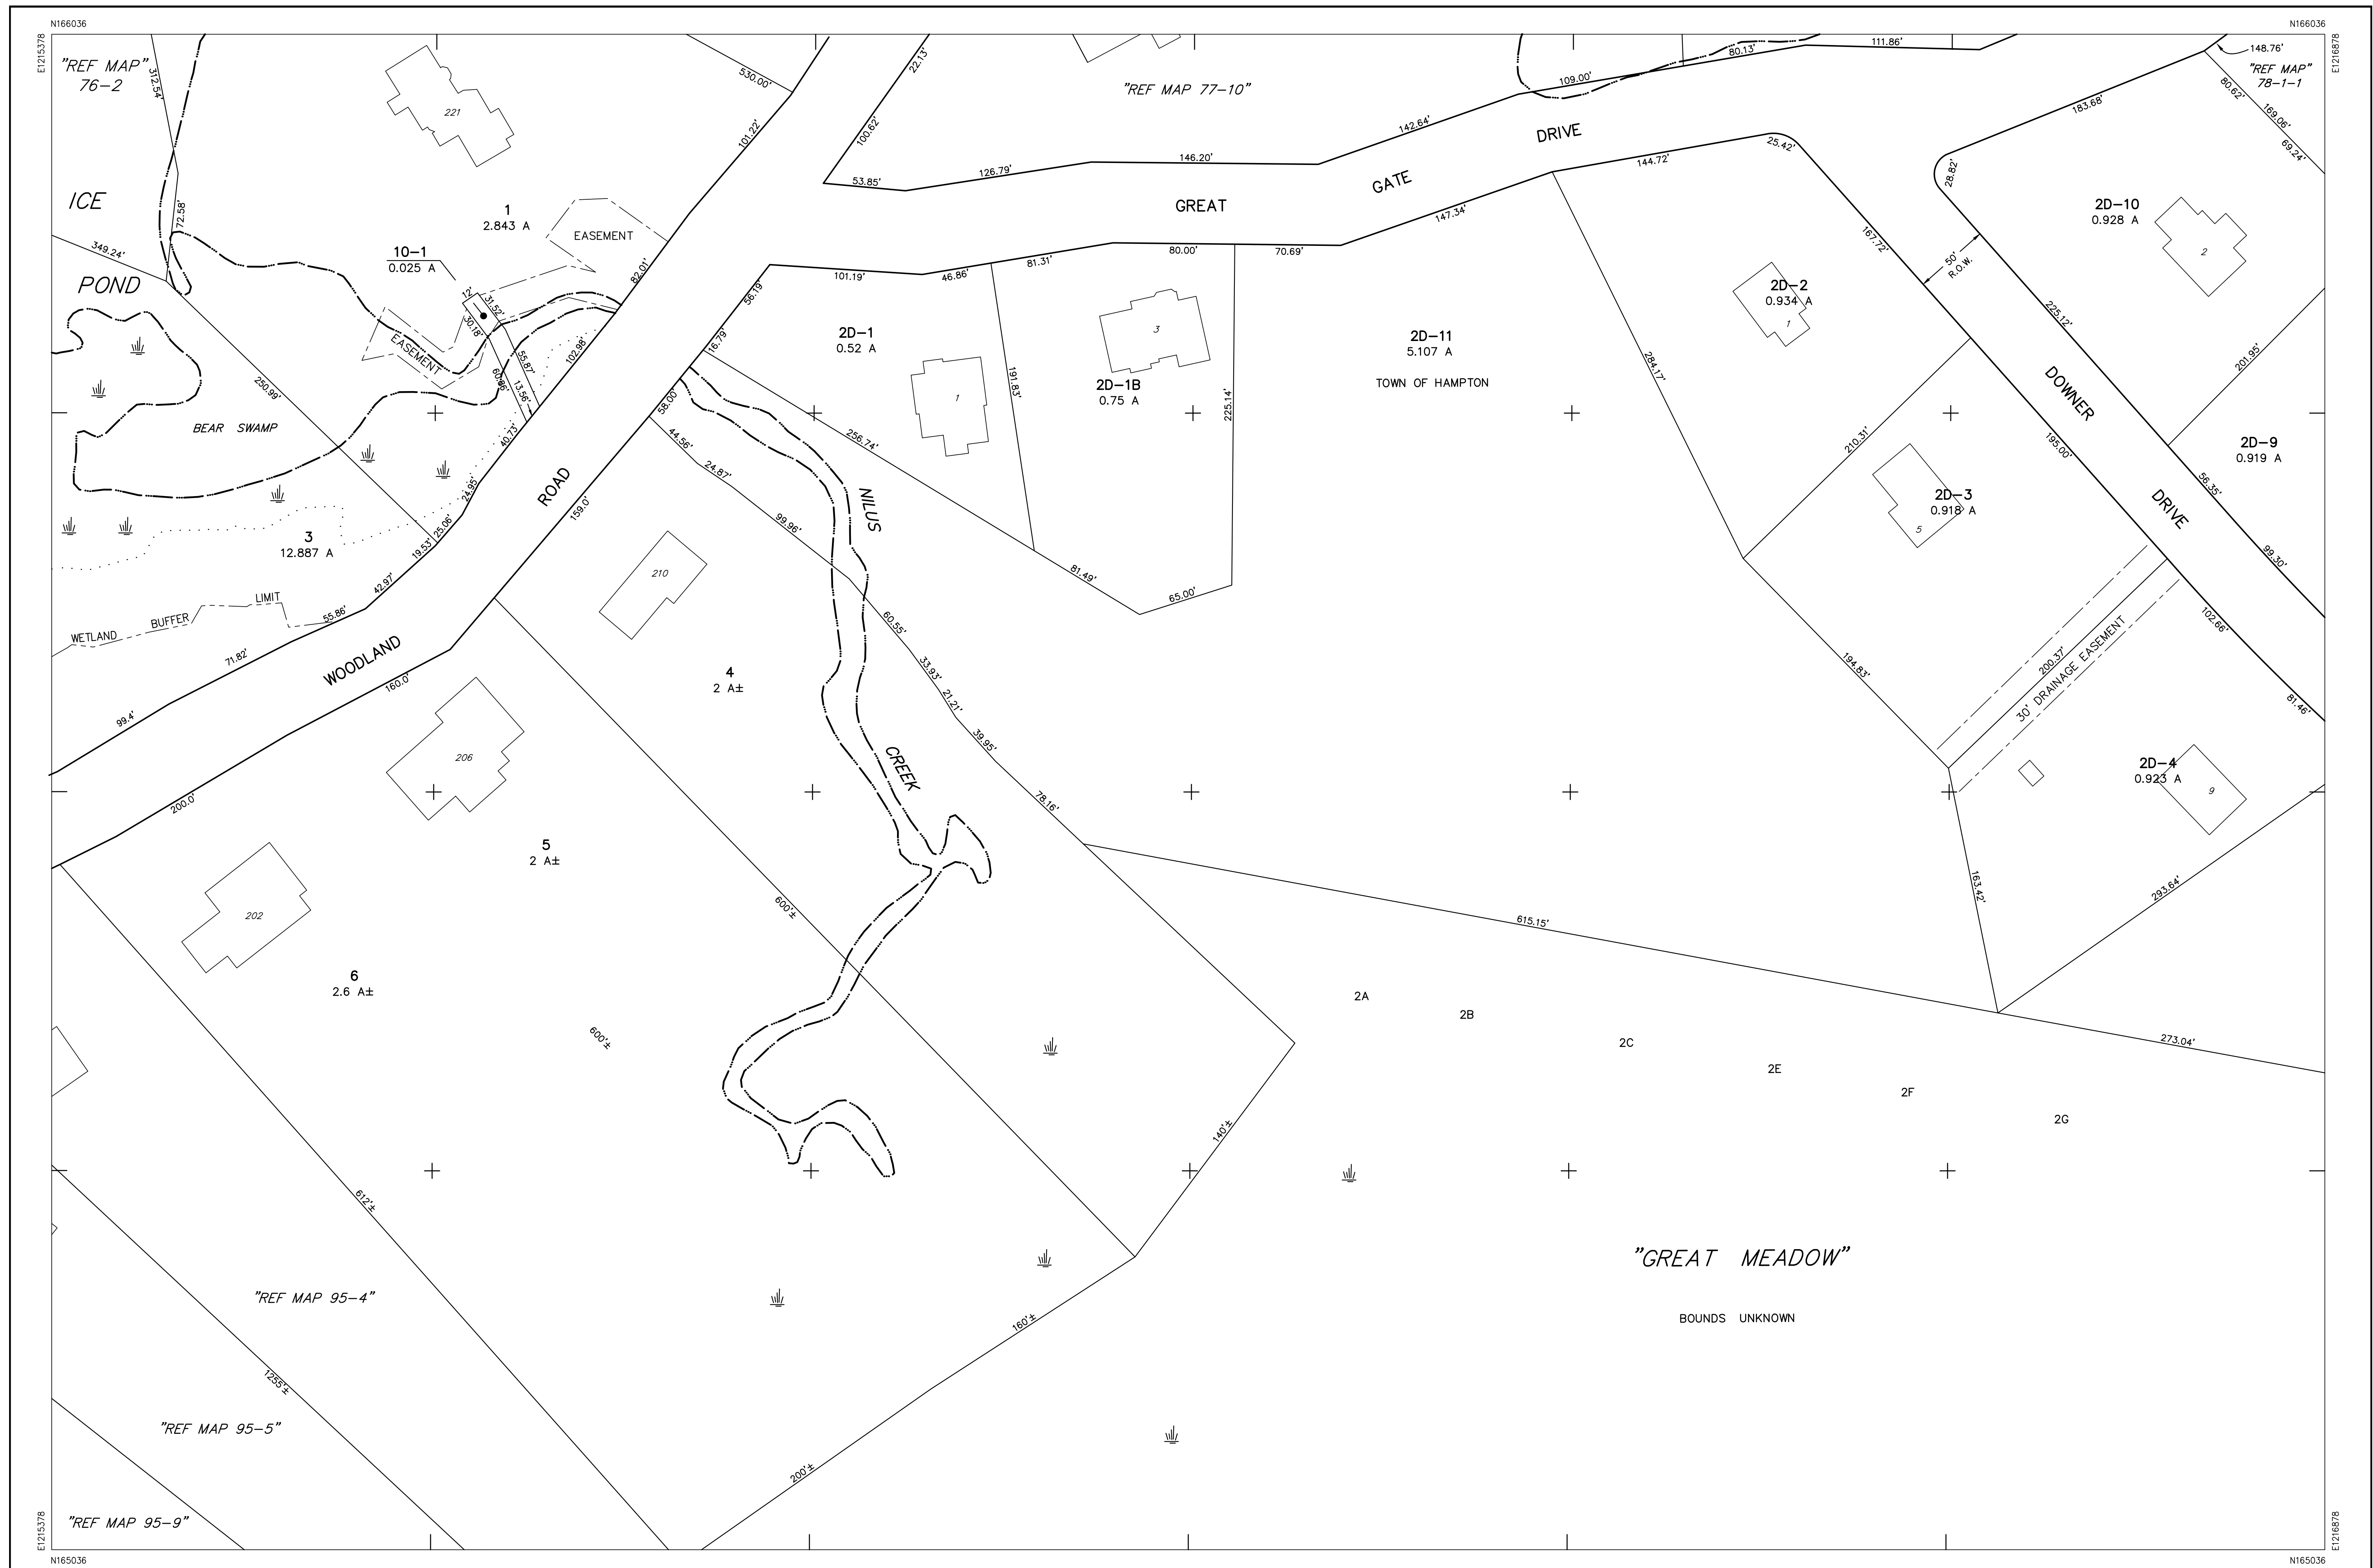 N166036
N166036
E1215378
E1216878
"REF MAP"
76-2
312.54'
221
530.00'
22.13'
"REF MAP 77-10"
109.00'
80.13'
111.86'
148.76'
"REF MAP"
78-1-1
183.68'
80.62'
169.06'
69.24'
101.22'
100.62'
53.85'
126.79'
146.20'
142.64'
GREAT GATE DRIVE
144.72'
25.42'
28.82'
ICE
POND
72.58'
349.24'
1
2.843 A
EASEMENT
10-1
0.025 A
12'
31.52'
30.18'
EASEMENT
55.87'
60.86'
13.56'
82.01'
102.98'
56.19'
16.79'
101.19'
46.86'
81.31'
80.00'
70.69'
147.34'
2D-1
0.52 A
1
191.83'
2D-1B
0.75 A
3
225.14'
2D-11
5.107 A
TOWN OF HAMPTON
284.17'
2D-2
0.934 A
1
167.72'
50'
R.O.W.
2D-10
0.928 A
2
225.12'
201.95'
DOWNER
DRIVE
210.31'
195.00'
2D-9
0.919 A
56.35'
99.30'
2D-3
0.918 A
5
250.99'
BEAR SWAMP
40.73'
24.95'
25.06'
19.53'
42.97'
55.86'
58.00'
44.56'
24.87'
99.96'
256.74'
NILUS
CREEK
81.49'
65.00'
3
12.887 A
WETLAND BUFFER LIMIT
71.82'
99.4'
WOODLAND ROAD
159.0'
160.0'
200.0'
210
4
2 A±
60.55'
33.93'
21.21'
39.95'
78.16'
206
5
2 A±
202
6
2.6 A±
600'±
600'±
612'±
194.83'
200.37'
30' DRAINAGE EASEMENT
102.66'
81.46'
2D-4
0.923 A
9
163.42'
293.64'
615.15'
273.04'
2A
2B
2C
2E
2F
2G
140'±
160'±
200'±
"GREAT MEADOW"
BOUNDS UNKNOWN
"REF MAP 95-4"
1255'±
"REF MAP 95-5"
"REF MAP 95-9"
E1215378
E1216878
N165036
N165036